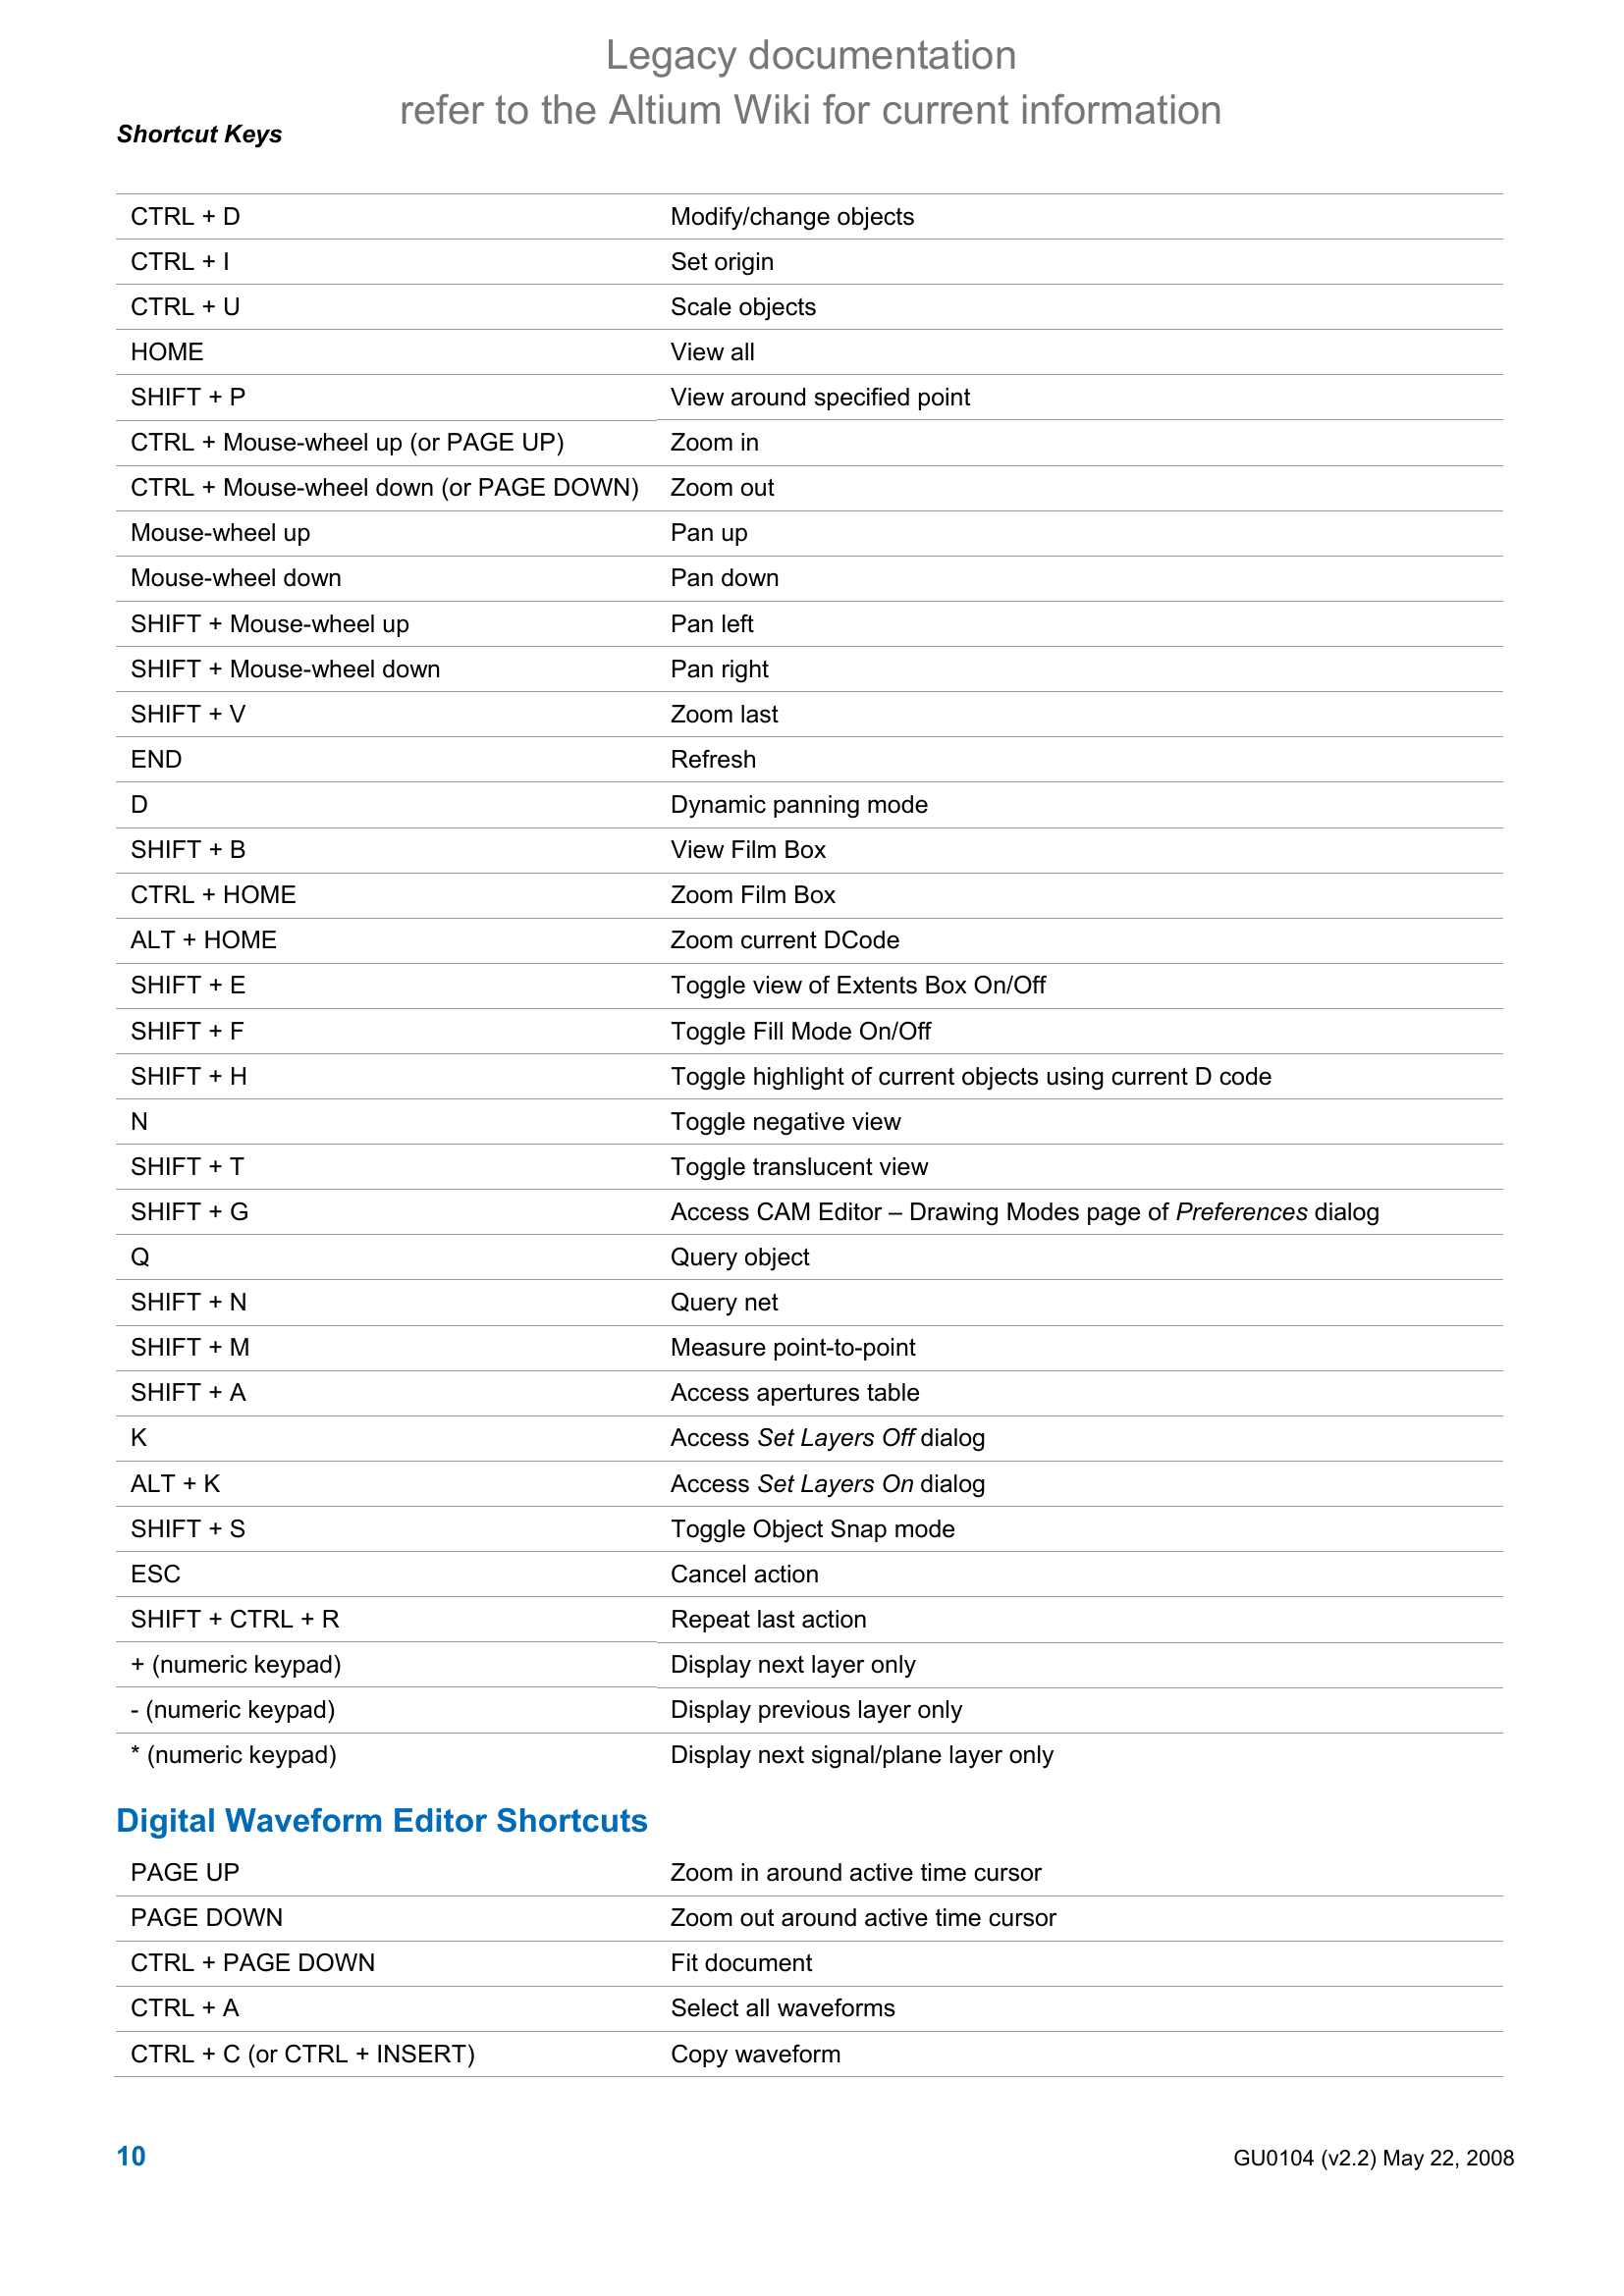 Legacy documentation
refer to the Altium Wiki for current information
Shortcut Keys
CTRL + D Modify/change objects
CTRL + I Set origin
CTRL + U Scale objects
HOME View all
SHIFT + P View around specified point
CTRL + Mouse-wheel up (or PAGE UP) Zoom in
CTRL + Mouse-wheel down (or PAGE DOWN) Zoom out
Mouse-wheel up Pan up
Mouse-wheel down Pan down
SHIFT + Mouse-wheel up Pan left
SHIFT + Mouse-wheel down Pan right
SHIFT + V Zoom last
END Refresh
D Dynamic panning mode
SHIFT + B View Film Box
CTRL + HOME Zoom Film Box
ALT + HOME Zoom current DCode
SHIFT + E Toggle view of Extents Box On/Off
SHIFT + F Toggle Fill Mode On/Off
SHIFT + H Toggle highlight of current objects using current D code
N Toggle negative view
SHIFT + T Toggle translucent view
SHIFT + G Access CAM Editor – Drawing Modes page of Preferences dialog
Q Query object
SHIFT + N Query net
SHIFT + M Measure point-to-point
SHIFT + A Access apertures table
K Access Set Layers Off dialog
ALT + K Access Set Layers On dialog
SHIFT + S Toggle Object Snap mode
ESC Cancel action
SHIFT + CTRL + R Repeat last action
+ (numeric keypad) Display next layer only
- (numeric keypad) Display previous layer only
* (numeric keypad) Display next signal/plane layer only
Digital Waveform Editor Shortcuts
PAGE UP Zoom in around active time cursor
PAGE DOWN Zoom out around active time cursor
CTRL + PAGE DOWN Fit document
CTRL + A Select all waveforms
CTRL + C (or CTRL + INSERT) Copy waveform
10 GU0104 (v2.2) May 22, 2008